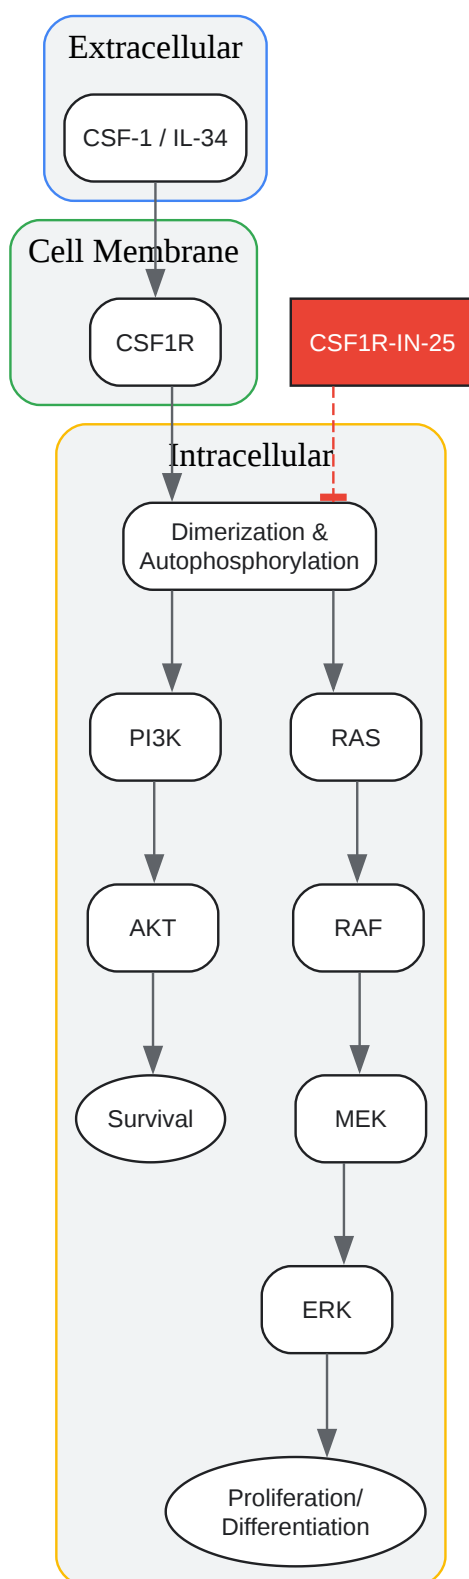 Extracellular
CSF-1 / IL-34
Cell Membrane
CSF1R
CSF1R-IN-25
Intracellular
Dimerization &
Autophosphorylation
PI3K
RAS
AKT
RAF
Survival
MEK
ERK
Proliferation/
Differentiation